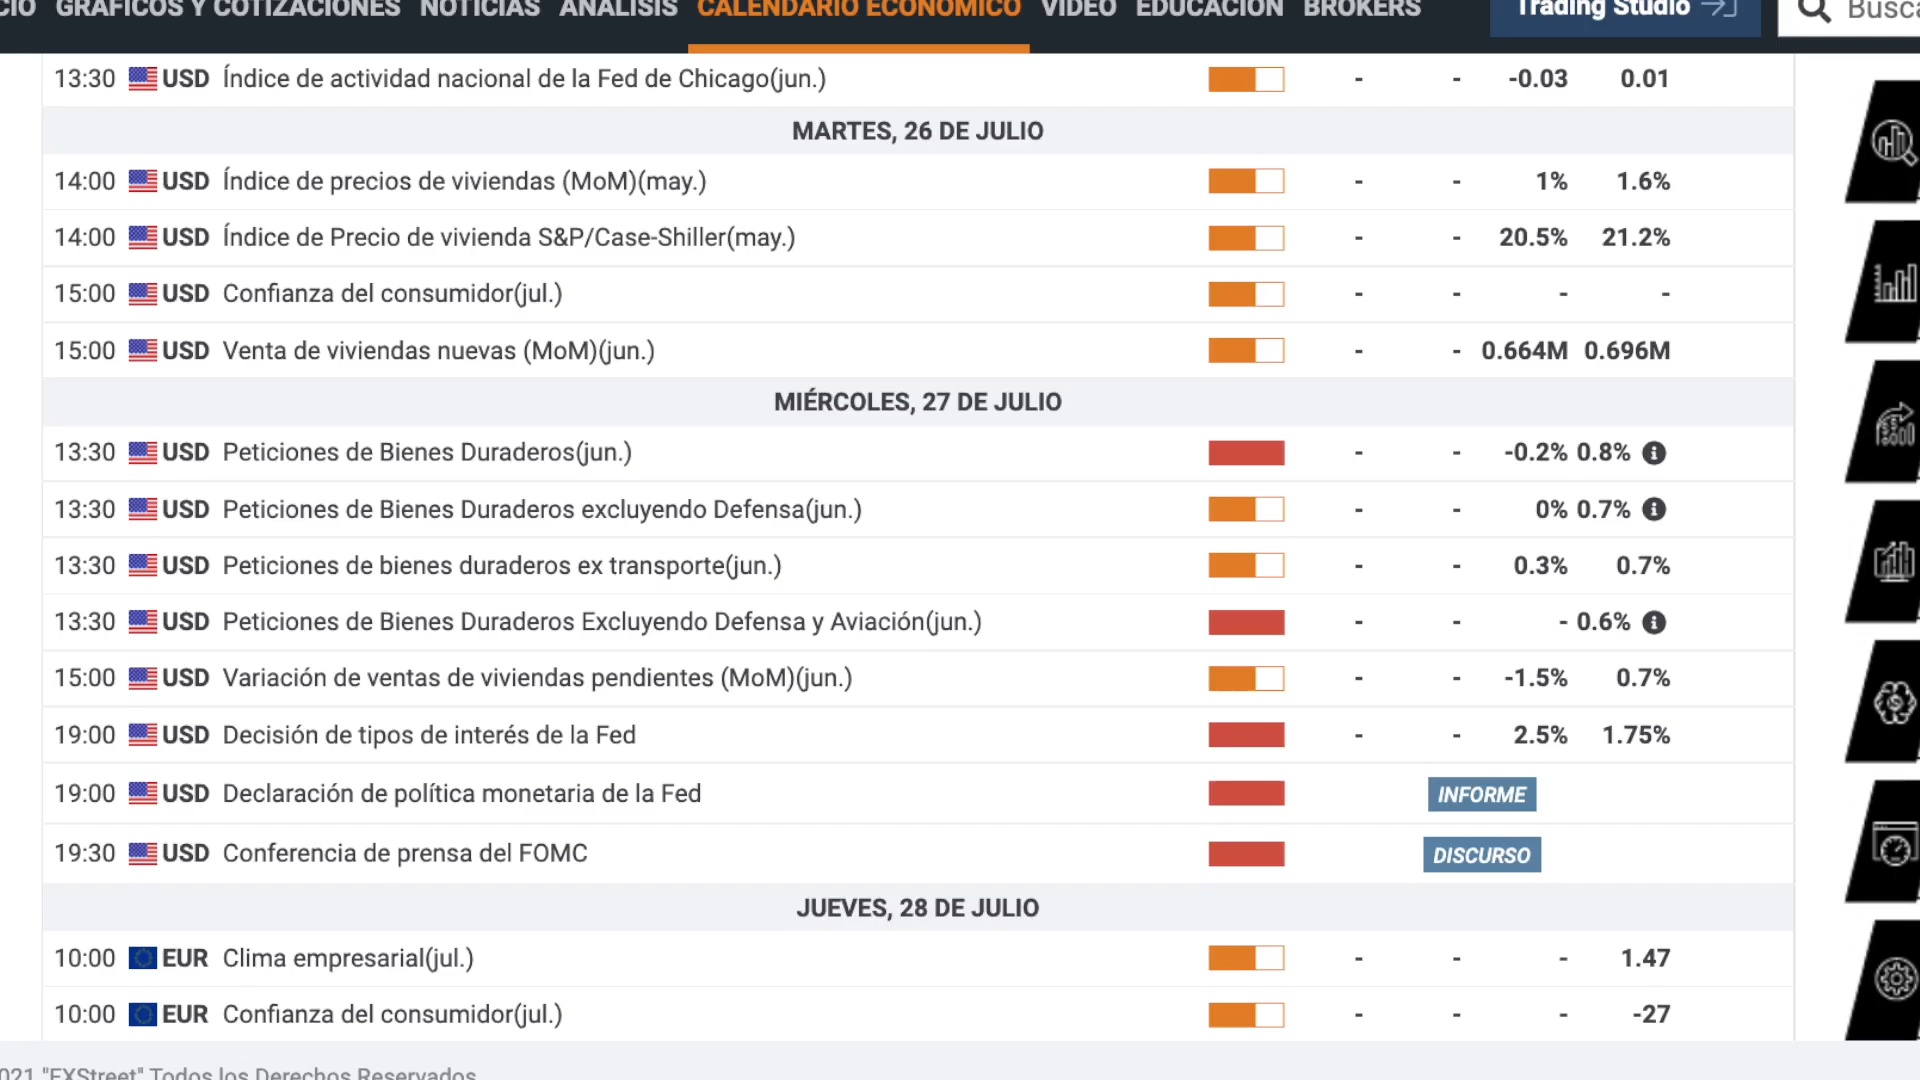 CIO GRÁFICOS Y COTIZACIONES NOTICIAS ANÁLISIS CALENDARIO ECONÓMICO VIDEO EDUCACIÓN BROKERS Trading Studio Busca
13:30 USD Índice de actividad nacional de la Fed de Chicago(jun.) - - -0.03 0.01
MARTES, 26 DE JULIO
14:00 USD Índice de precios de viviendas (MoM)(may.) - - 1% 1.6%
14:00 USD Índice de Precio de vivienda S&P/Case-Shiller(may.) - - 20.5% 21.2%
15:00 USD Confianza del consumidor(jul.) - - - -
15:00 USD Venta de viviendas nuevas (MoM)(jun.) - - 0.664M 0.696M
MIÉRCOLES, 27 DE JULIO
13:30 USD Peticiones de Bienes Duraderos(jun.) - - -0.2% 0.8%
13:30 USD Peticiones de Bienes Duraderos excluyendo Defensa(jun.) - - 0% 0.7%
13:30 USD Peticiones de bienes duraderos ex transporte(jun.) - - 0.3% 0.7%
13:30 USD Peticiones de Bienes Duraderos Excluyendo Defensa y Aviación(jun.) - - - 0.6%
15:00 USD Variación de ventas de viviendas pendientes (MoM)(jun.) - - -1.5% 0.7%
19:00 USD Decisión de tipos de interés de la Fed - - 2.5% 1.75%
19:00 USD Declaración de política monetaria de la Fed INFORME
19:30 USD Conferencia de prensa del FOMC DISCURSO
JUEVES, 28 DE JULIO
10:00 EUR Clima empresarial(jul.) - - - 1.47
10:00 EUR Confianza del consumidor(jul.) - - - -27
021 "FXStreet" Todos los Derechos Reservados